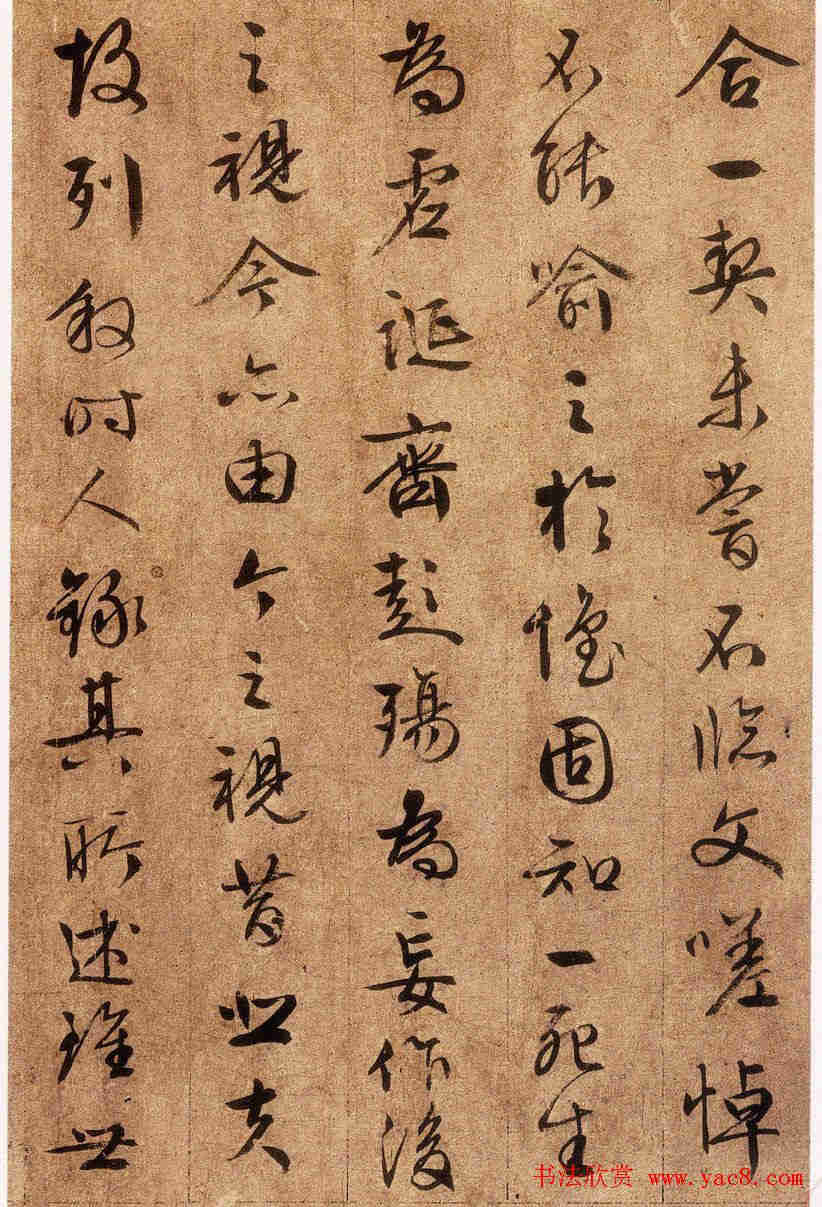 合一契未嘗不臨文嗟悼
不能喻之於懷固知一死生
為虛誕齊彭殤為妄作後
之視今亦由今之視昔悲夫
故列叙時人錄其所述雖世
书法欣赏 www.yac8.com